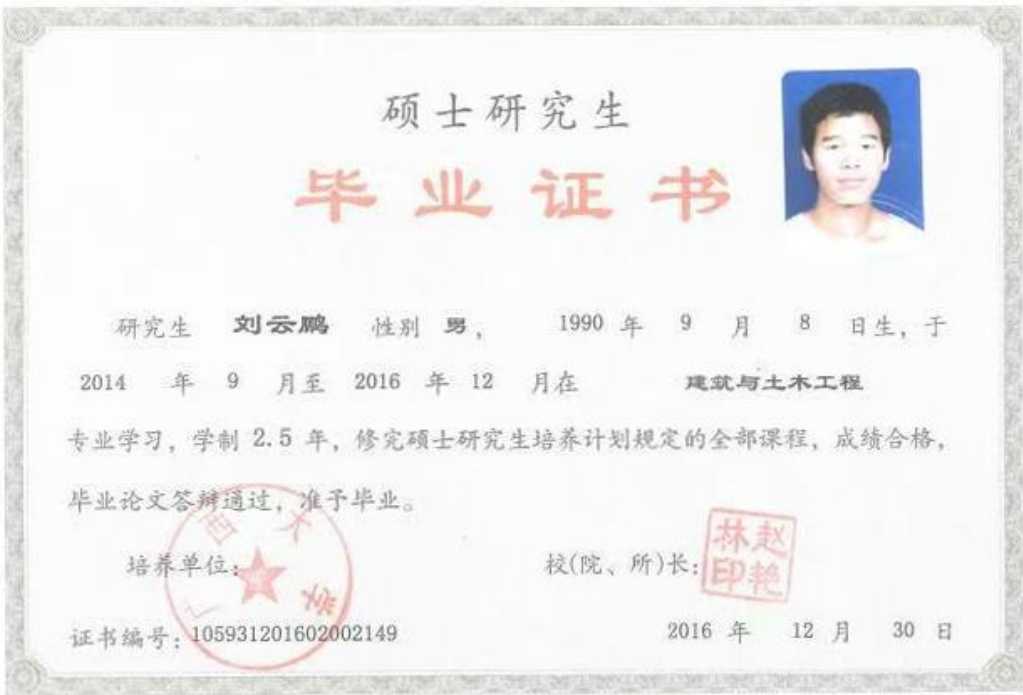 硕士研究生
毕业证书
研究生 刘云鹏 性别 男， 1990 年 9 月 8 日生，于
2014 年 9 月至 2016 年 12 月在 建筑与土木工程
专业学习，学制 2.5 年，修完硕士研究生培养计划规定的全部课程，成绩合格，
毕业论文答辩通过，准予毕业。
广西大学
培养单位：
校(院、所)长：
赵艳林印
证书编号：105931201602002149
2016 年 12 月 30 日